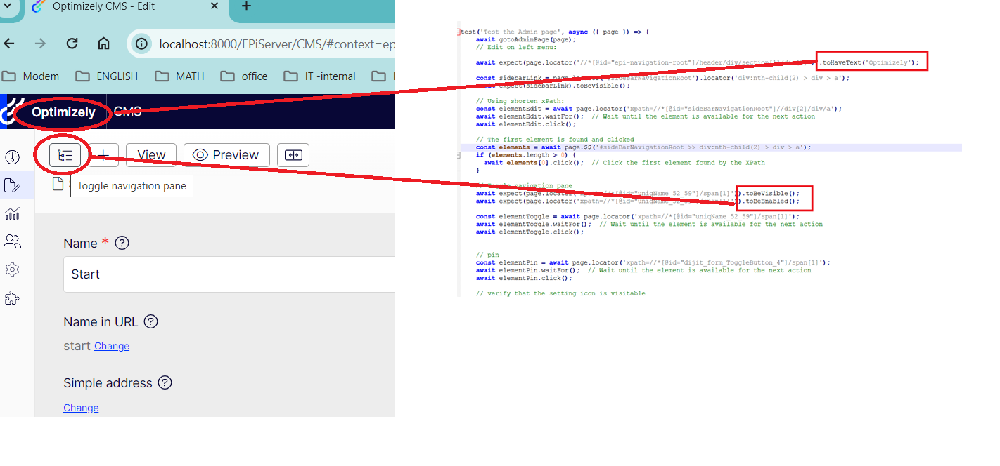 Optimizely CMS - Edit
localhost:8000/EPiServer/CMS/#context=ep
Modem ENGLISH MATH office IT -internal
Optimizely CMS
View Preview
Toggle navigation pane
Name *
Start
Name in URL
start Change
Simple address
Change
test('Test the Admin page', async ({ page }) => {
await gotoAdminPage(page);
// Edit on left menu:
await expect(page.locator('//*[@id="epi-navigation-root"]/header/div/section[1]/ .toHaveText('Optimizely');
const sidebarLink = page. sideBarNavigationRoot').locator('div:nth-child(2) > div > a');
expect(sidebarLink).toBeVisible();
// Using shorten xPath:
const elementEdit = await page.locator('xpath=//*[@id="sideBarNavigationRoot"]//div[2]/div/a');
await elementEdit.waitFor(); // Wait until the element is available for the next action
await elementEdit.click();
// The first element is found and clicked
const elements = await page.$$('#sideBarNavigationRoot >> div:nth-child(2) > div > a');
if (elements.length > 0) {
await elements[0].click(); // Click the first element found by the XPath
}
navigation pane
await expect(page.locator(' [@id="uniqName_52_59"]/span[1]')).toBeVisible();
await expect(page.locator('xpath=//*[@id="uniqName_52_ ).toBeEnabled();
const elementToggle = await page.locator('xpath=//*[@id="uniqName_52_59"]/span[1]');
await elementToggle.waitFor(); // Wait until the element is available for the next action
await elementToggle.click();
// pin
const elementPin = await page.locator('xpath=//*[@id="dijit_form_ToggleButton_4"]/span[1]');
await elementPin.waitFor(); // Wait until the element is available for the next action
await elementPin.click();
// verify that the setting icon is visitable